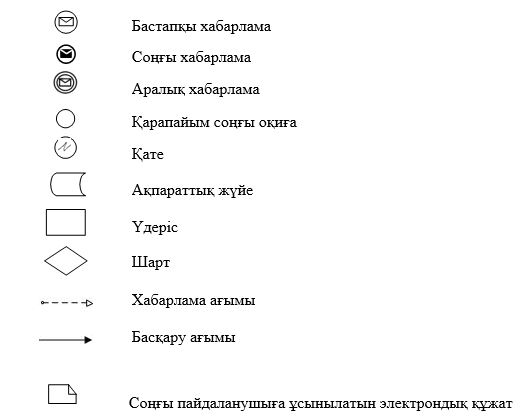 Бастапқы хабарлама
Соңғы хабарлама
Аралық хабарлама
Қарапайым соңғы оқиға
Қате
Ақпараттық жүйе
Үдеріс
Шарт
Хабарлама ағымы
Басқару ағымы
Соңғы пайдаланушыға ұсынылатын электрондық құжат